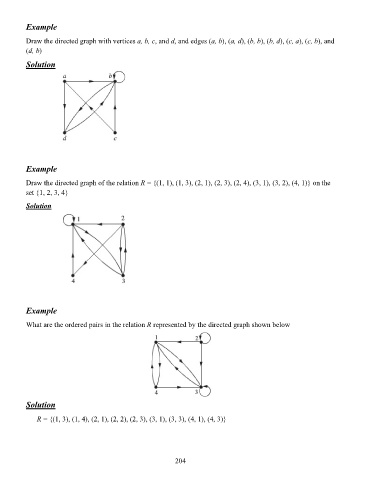 Example
Draw the directed graph with vertices a, b, c, and d, and edges (a, b), (a, d), (b, b), (b, d), (c, a), (c, b), and
(d, b)
Solution
a b
d c
Example
Draw the directed graph of the relation R = {(1, 1), (1, 3), (2, 1), (2, 3), (2, 4), (3, 1), (3, 2), (4, 1)} on the
set {1, 2, 3, 4}
Solution
1 2
4 3
Example
What are the ordered pairs in the relation R represented by the directed graph shown below
1 2
4 3
Solution
R = {(1, 3), (1, 4), (2, 1), (2, 2), (2, 3), (3, 1), (3, 3), (4, 1), (4, 3)}
204